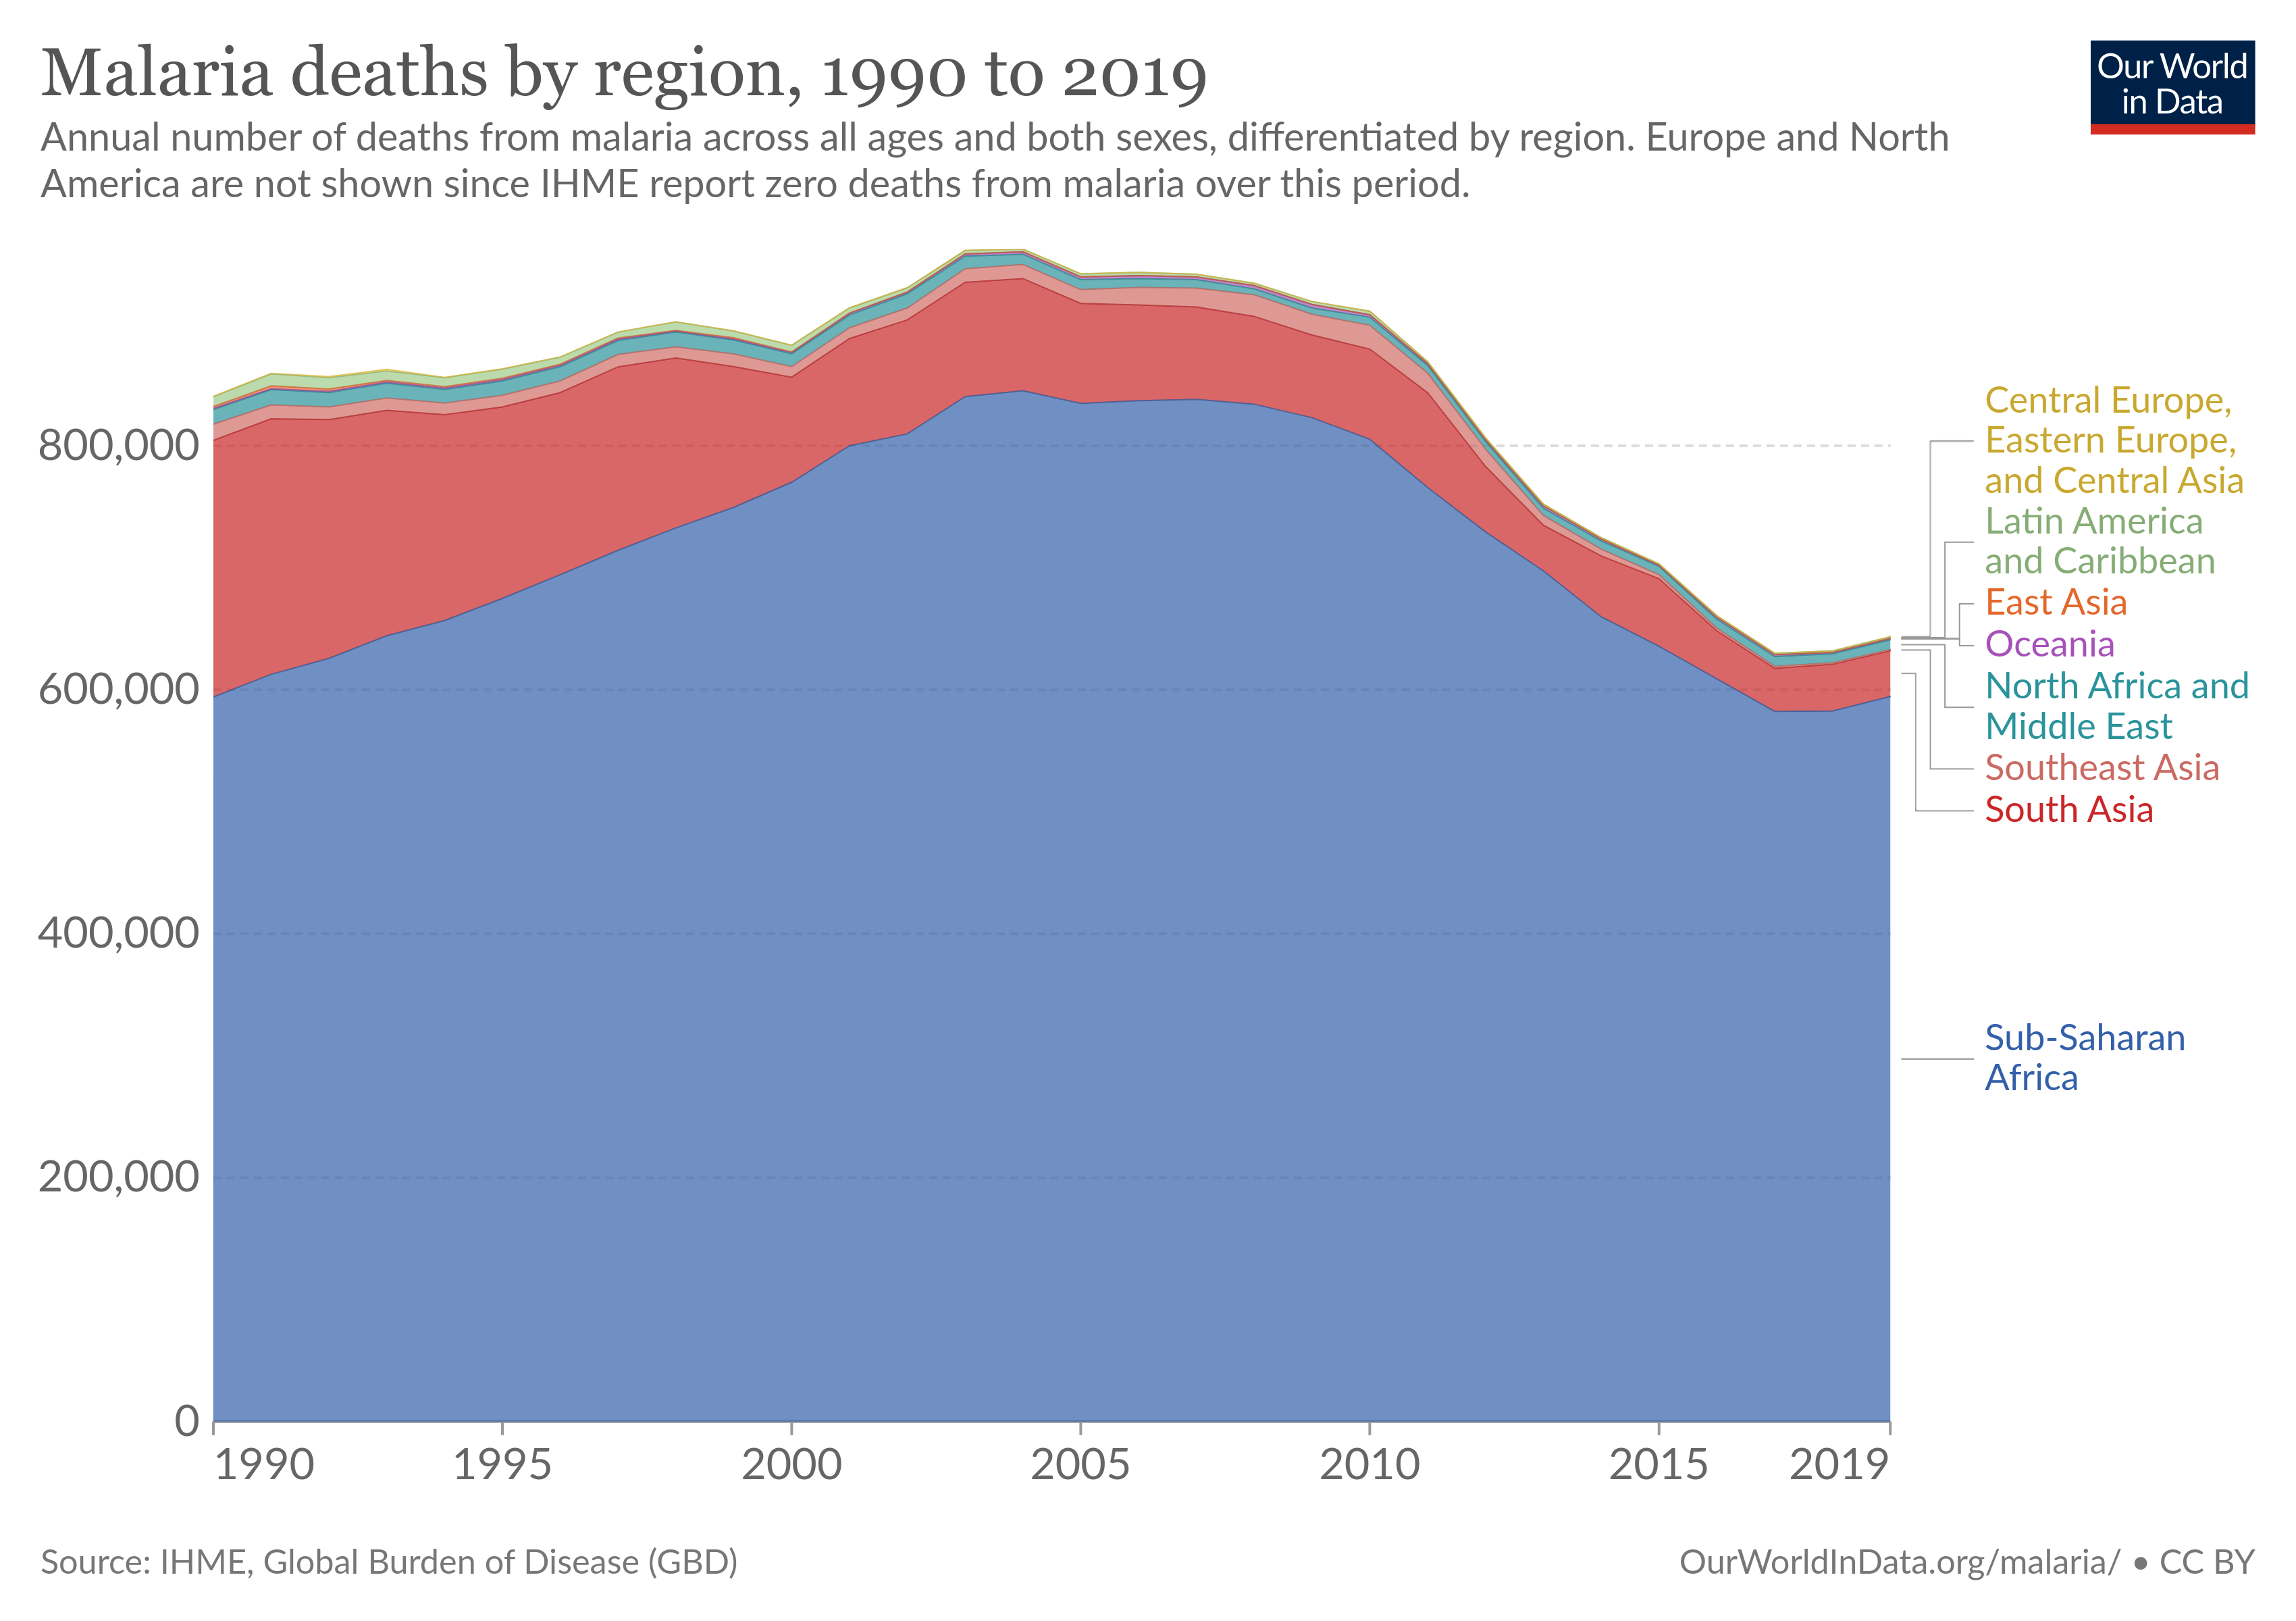 Malaria deaths by region, 1990 to 2019
Our World
in Data
Annual number of deaths from malaria across all ages and both sexes, differentiated by region. Europe and North
America are not shown since IHME report zero deaths from malaria over this period.
800,000
600,000
400,000
200,000
0
Central Europe,
Eastern Europe,
and Central Asia
Latin America
and Caribbean
East Asia
Oceania
North Africa and
Middle East
Southeast Asia
South Asia
Sub-Saharan
Africa
1990
1995
2000
2005
2010
2015
2019
Source: IHME, Global Burden of Disease (GBD)
OurWorldInData.org/malaria/ • CC BY